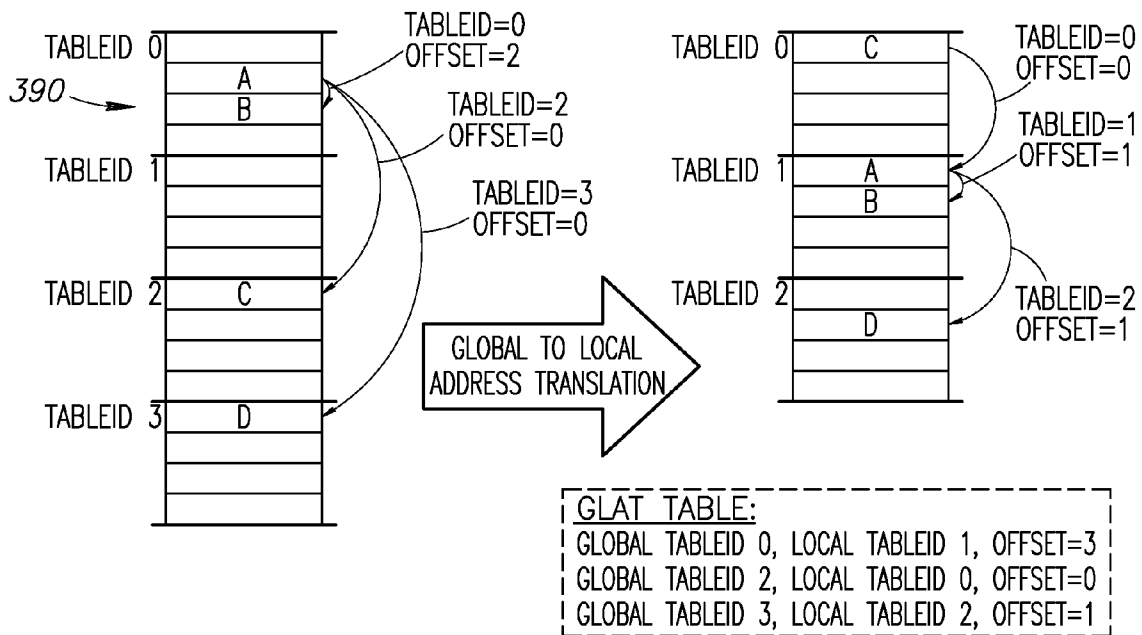 TABLEID 0
A
B
390
TABLEID 1
TABLEID 2
C
TABLEID 3
D
TABLEID=0
OFFSET=2
TABLEID=2
OFFSET=0
TABLEID=3
OFFSET=0
GLOBAL TO LOCAL
ADDRESS TRANSLATION
TABLEID 0
C
TABLEID 1
A
B
TABLEID 2
D
TABLEID=0
OFFSET=0
TABLEID=1
OFFSET=1
TABLEID=2
OFFSET=1
GLAT TABLE:
GLOBAL TABLEID 0, LOCAL TABLEID 1, OFFSET=3
GLOBAL TABLEID 2, LOCAL TABLEID 0, OFFSET=0
GLOBAL TABLEID 3, LOCAL TABLEID 2, OFFSET=1